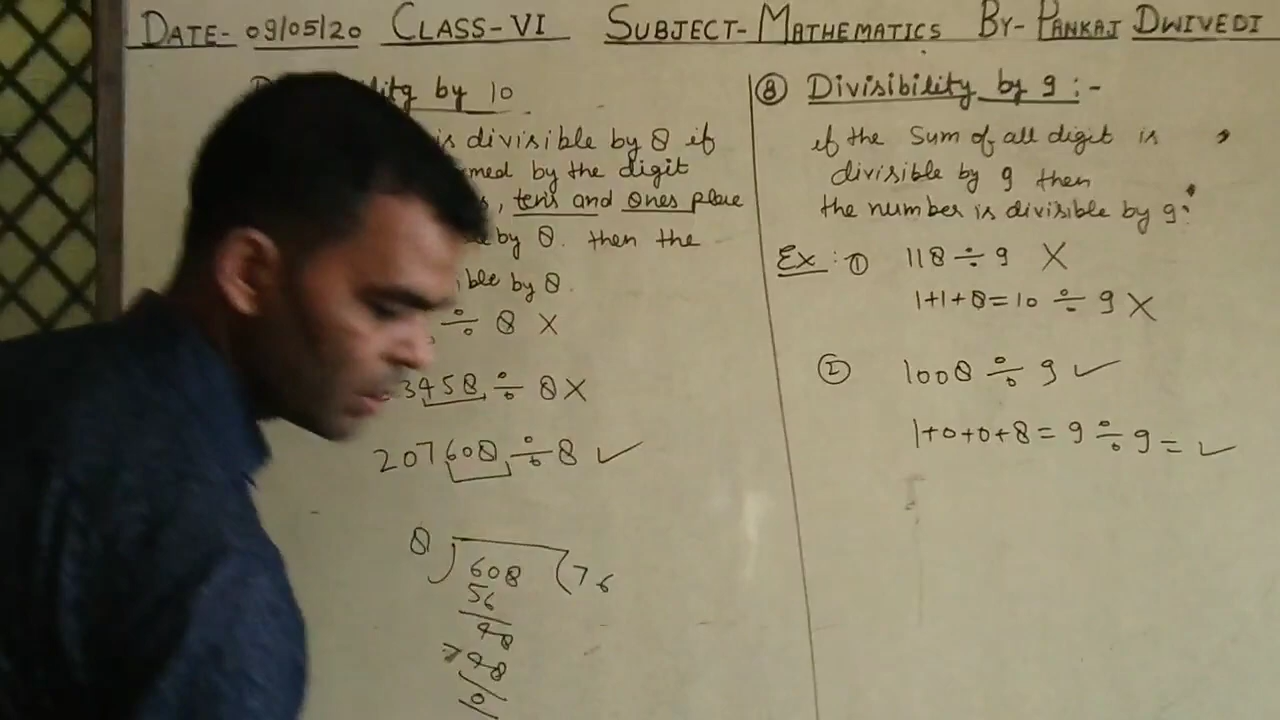 DATE- 09/05/20 CLASS-VI SUBJECT- MATHEMATICS BY- PANKAJ DWIVEDI
by 10
is divisible by 8 if
by the digit
, tens and ones place
by 8. then the
by 8.
÷ 8 X
3458 ÷ 8 X
207608 ÷ 8 ✓
8 ) 608 ( 76
56
48
48
0
⑧ Divisibility by 9 :-
if the sum of all digit is
divisible by 9 then
the number is divisible by 9.
Ex : ① 118 ÷ 9 X
1+1+8=10 ÷ 9 X
② 1008 ÷ 9 ✓
1+0+0+8 = 9 ÷ 9 = ✓